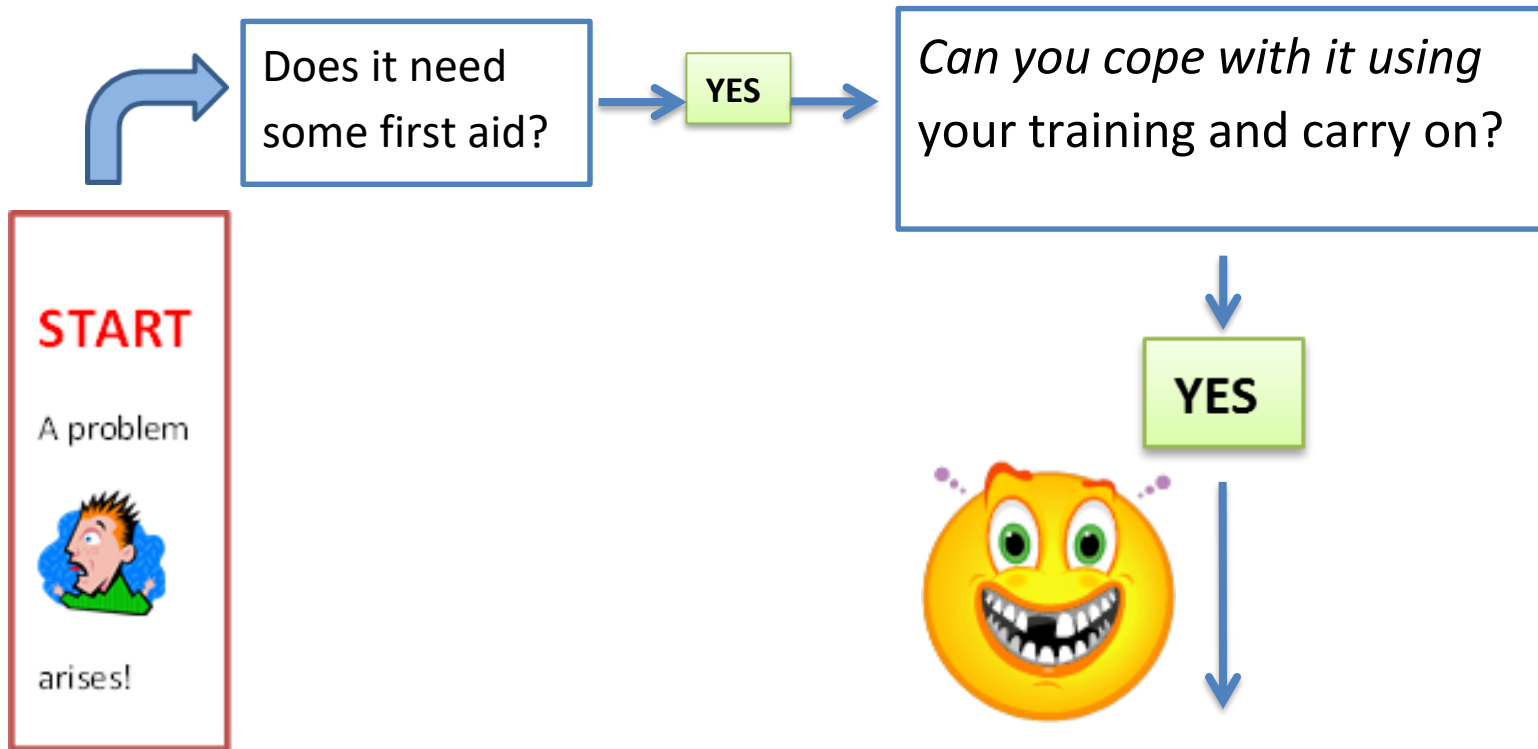 START
A problem
arises!
Does it need
some first aid?
YES
Can you cope with it using
your training and carry on?
YES